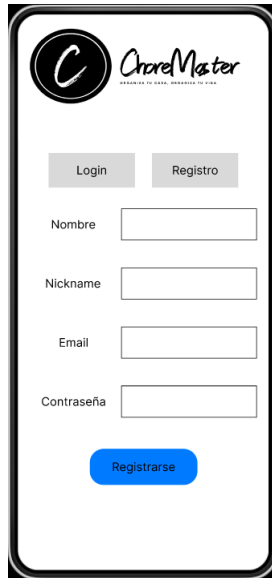 C
ChoreMaster
ORGANIZA TU CASA, ORGANIZA TU VIDA
Login Registro
Nombre
Nickname
Email
Contraseña
Registrarse